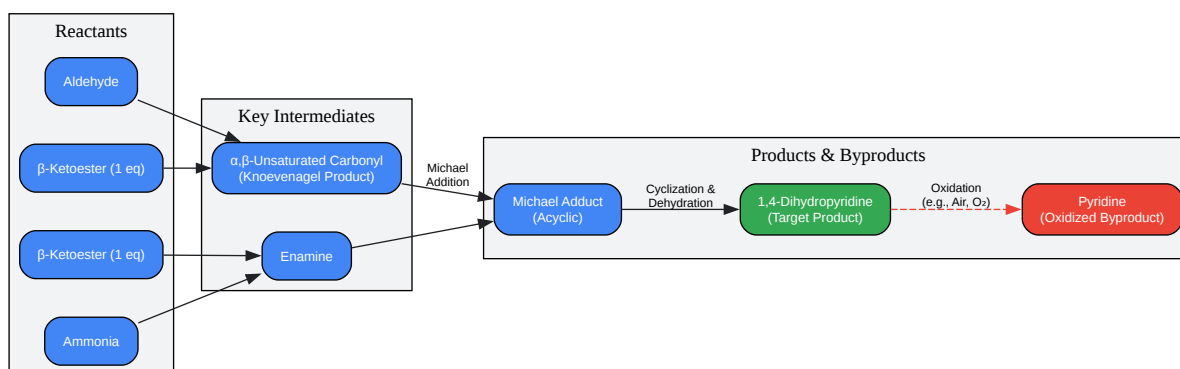 Reactants
Aldehyde
β-Ketoester (1 eq)
β-Ketoester (1 eq)
Ammonia
Key Intermediates
α,β-Unsaturated Carbonyl
(Knoevenagel Product)
Enamine
Michael
Addition
Products & Byproducts
Michael Adduct
(Acyclic)
Cyclization &
Dehydration
1,4-Dihydropyridine
(Target Product)
Oxidation
(e.g., Air, O₂)
Pyridine
(Oxidized Byproduct)